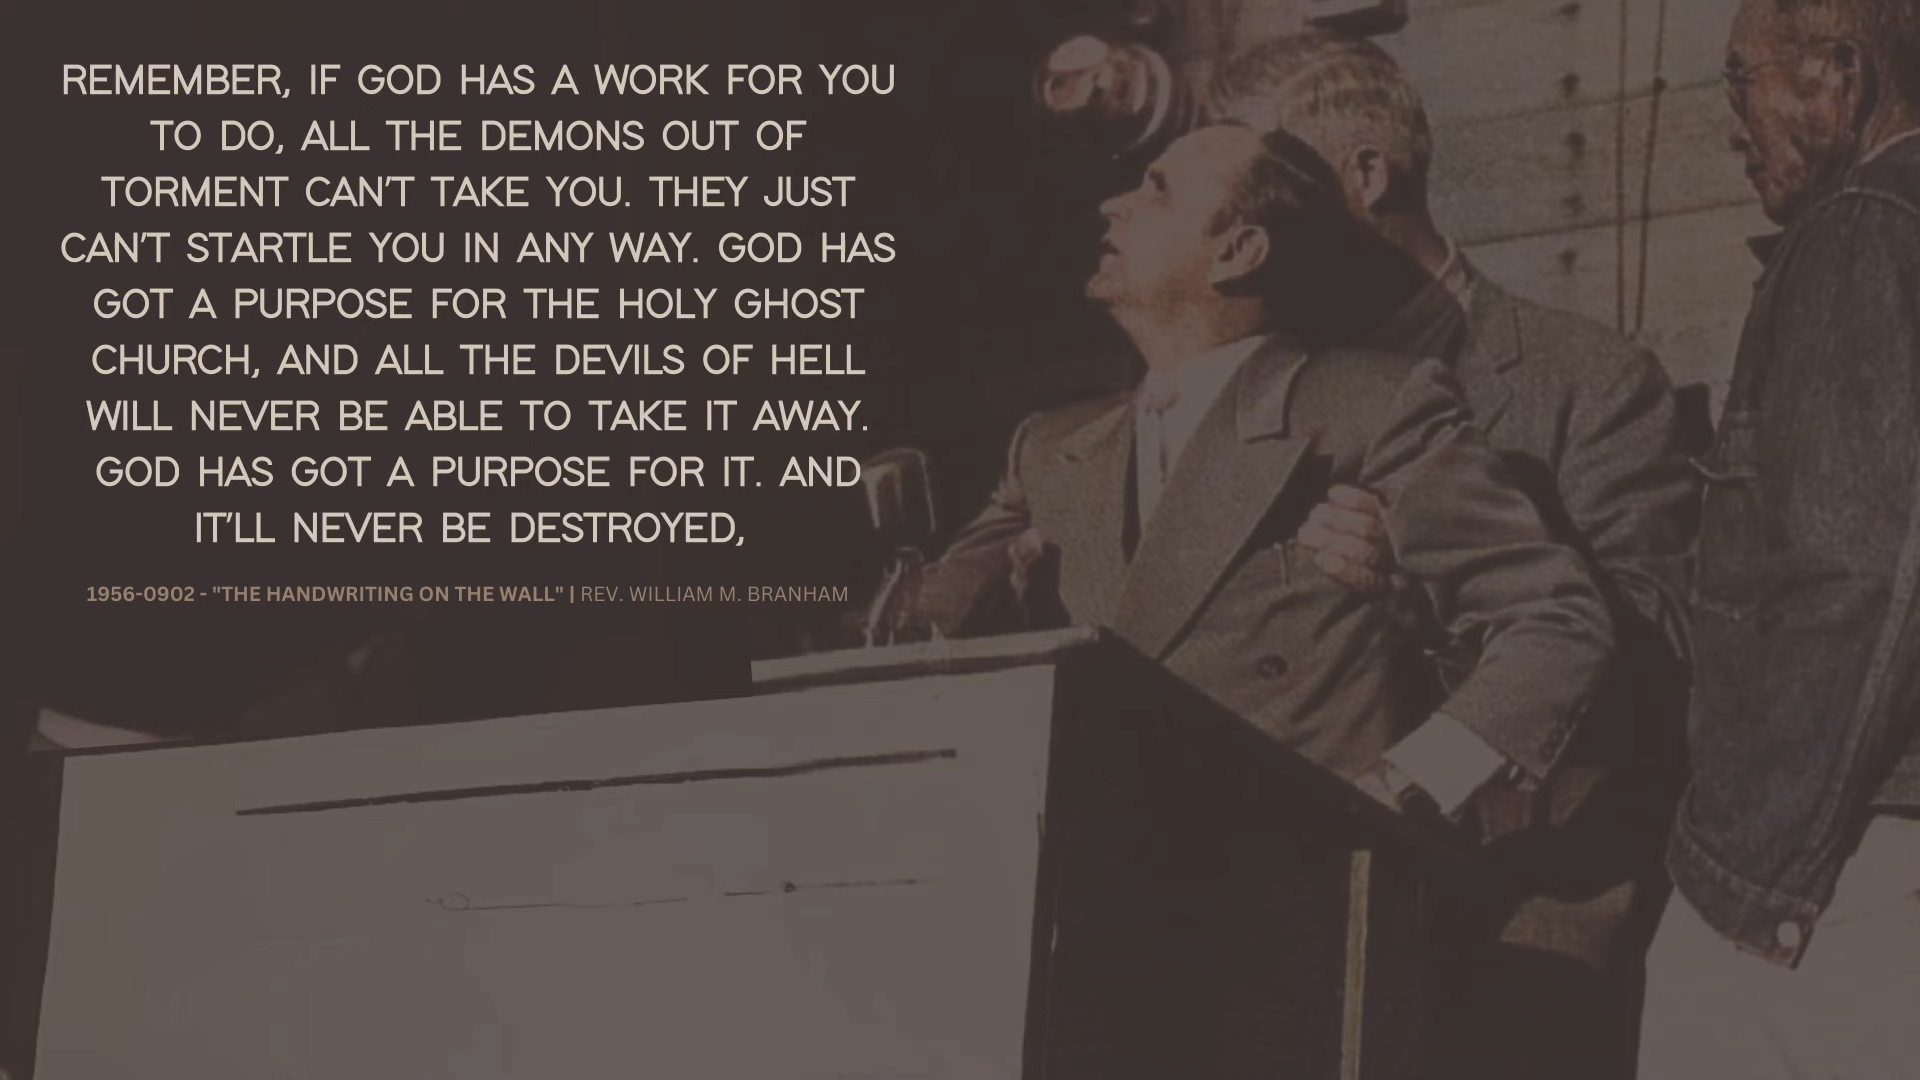 REMEMBER, IF GOD HAS A WORK FOR YOU
TO DO, ALL THE DEMONS OUT OF
TORMENT CAN'T TAKE YOU. THEY JUST
CAN'T STARTLE YOU IN ANY WAY. GOD HAS
GOT A PURPOSE FOR THE HOLY GHOST
CHURCH, AND ALL THE DEVILS OF HELL
WILL NEVER BE ABLE TO TAKE IT AWAY.
GOD HAS GOT A PURPOSE FOR IT. AND
IT'LL NEVER BE DESTROYED,
1956-0902 - "THE HANDWRITING ON THE WALL" | REV. WILLIAM M. BRANHAM